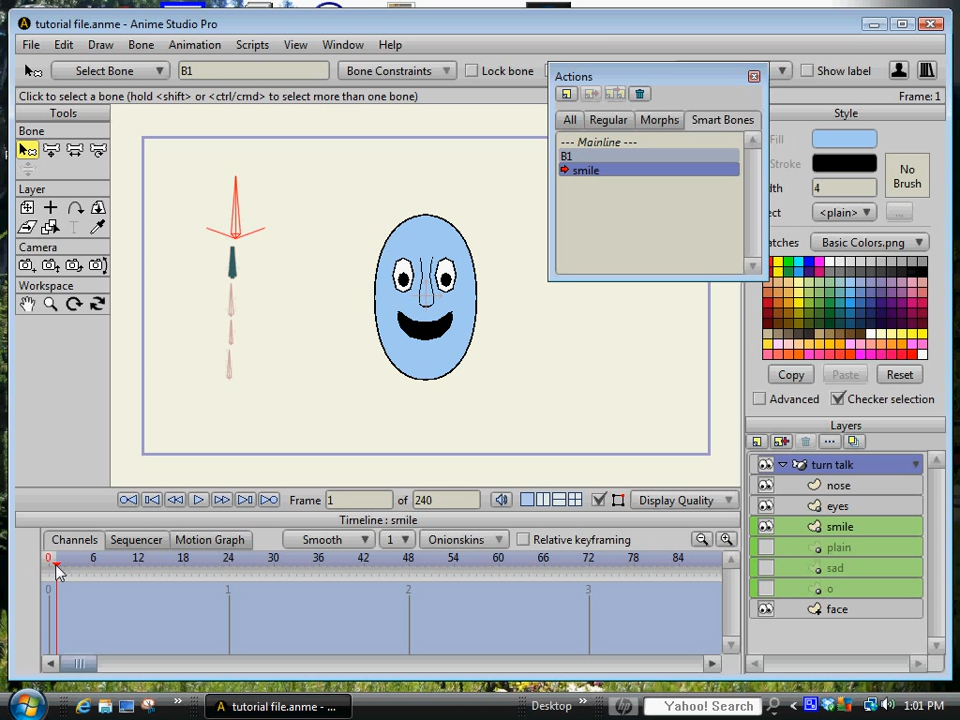 tutorial file.anme - Anime Studio Pro
File Edit Draw Bone Animation Scripts View Window Help
Select Bone B1 Bone Constraints Lock bone Show label
Click to select a bone (hold <shift> or <ctrl/cmd> to select more than one bone) Frame: 1
Tools
Bone
Layer
Camera
Workspace
Actions
All Regular Morphs Smart Bones
--- Mainline ---
B1
smile
Style
Fill
Stroke
No
Brush
dth 4
ect <plain> ...
atches Basic Colors.png
Copy Paste Reset
Advanced Checker selection
Layers
turn talk
nose
eyes
smile
plain
sad
o
face
Frame 1 of 240 Display Quality
Timeline : smile
Channels Sequencer Motion Graph Smooth 1 Onionskins Relative keyframing
0 6 12 18 24 30 36 42 48 54 60 66 72 78 84
0 1 2 3
tutorial file.anme - ... Desktop Yahoo! Search 1:01 PM